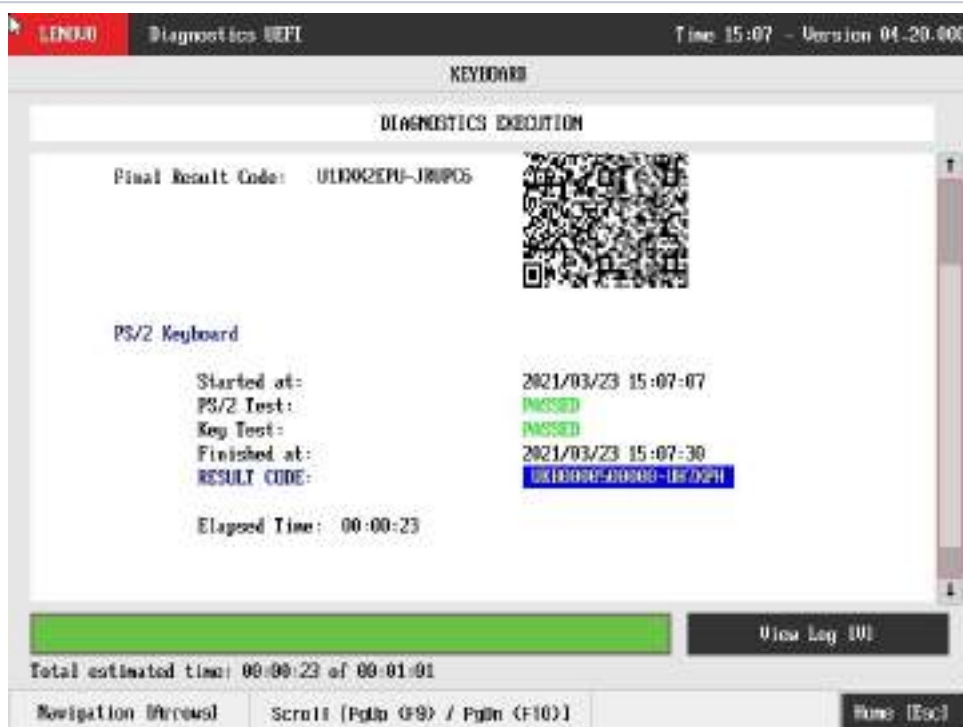 LENOVO Diagnostics UEFI Time 15:07 - Version 04.20.000
KEYBOARD
DIAGNOSTICS EXECUTION
Final Result Code:
PS/2 Keyboard
Started at: 2021/03/23 15:07:07
PS/2 Test: PASSED
Key Test: PASSED
Finished at: 2021/03/23 15:07:30
RESULT CODE:
Elapsed Time: 00:00:23
View Log [V]
Total estimated time: 00:00:23 of 00:01:01
Navigation [Arrows] Scroll [PgUp (F9) / PgDn (F10)] Home [Esc]